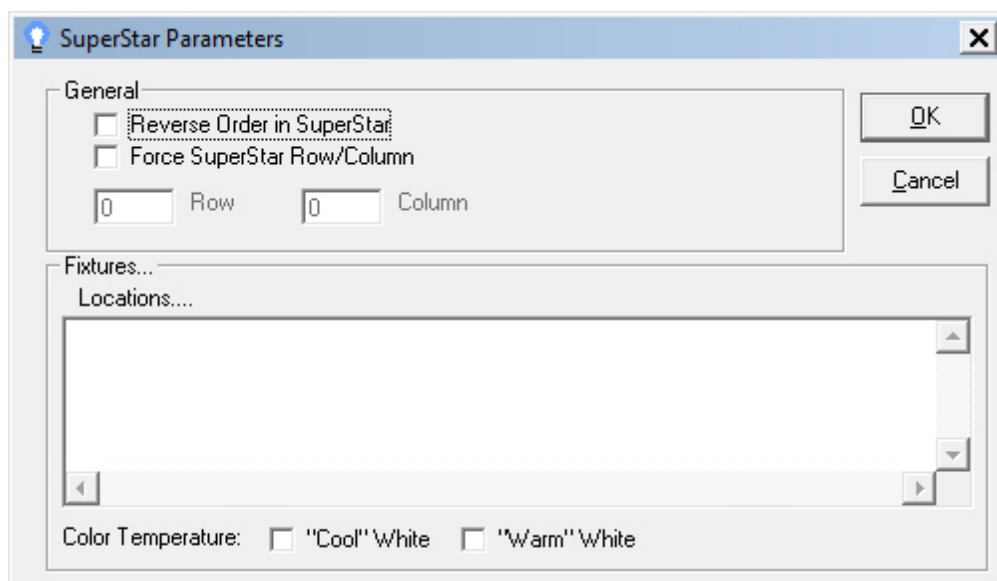 SuperStar Parameters
General
Reverse Order in SuperStar
Force SuperStar Row/Column
0 Row 0 Column
OK
Cancel
Fixtures...
Locations....
Color Temperature: "Cool" White "Warm" White